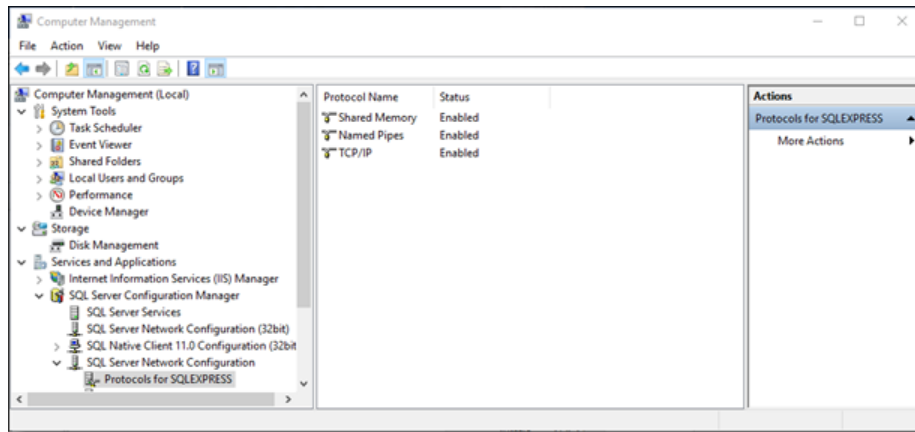 Computer Management
File Action View Help
Computer Management (Local)
System Tools
Task Scheduler
Event Viewer
Shared Folders
Local Users and Groups
Performance
Device Manager
Storage
Disk Management
Services and Applications
Internet Information Services (IIS) Manager
SQL Server Configuration Manager
SQL Server Services
SQL Server Network Configuration (32bit)
SQL Native Client 11.0 Configuration (32bit
SQL Server Network Configuration
Protocols for SQLEXPRESS
Protocol Name Status
Shared Memory Enabled
Named Pipes Enabled
TCP/IP Enabled
Actions
Protocols for SQLEXPRESS
More Actions